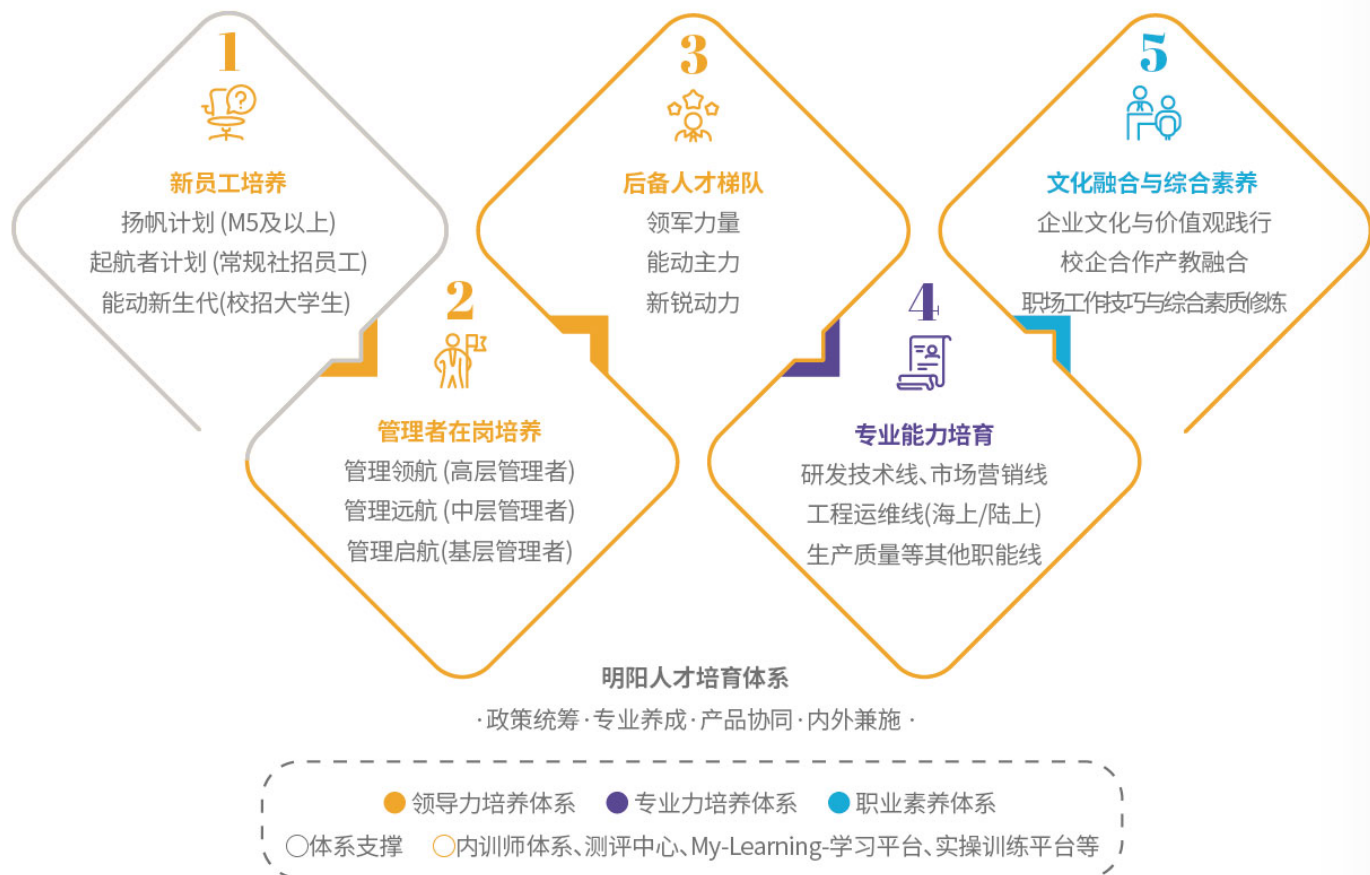 1
新员工培养
扬帆计划 (M5及以上)
起航者计划 (常规社招员工)
能动新生代(校招大学生)
2
管理者在岗培养
管理领航 (高层管理者)
管理远航 (中层管理者)
管理启航(基层管理者)
3
后备人才梯队
领军力量
能动主力
新锐动力
4
专业能力培育
研发技术线、市场营销线
工程运维线(海上/陆上)
生产质量等其他职能线
5
文化融合与综合素养
企业文化与价值观践行
校企合作产教融合
职场工作技巧与综合素质修炼
明阳人才培育体系
·政策统筹·专业养成·产品协同·内外兼施·
领导力培养体系 专业力培养体系 职业素养体系
体系支撑 内训师体系、测评中心、My-Learning-学习平台、实操训练平台等